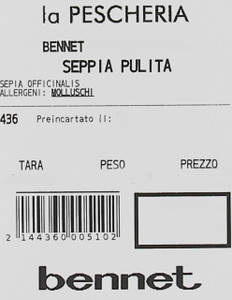 la PESCHERIA
BENNET
SEPPIA PULITA
SEPIA OFFICINALIS
ALLERGENI: MOLLUSCHI
436 Preincartato il:
TARA PESO PREZZO
2 144360 005102
bennet